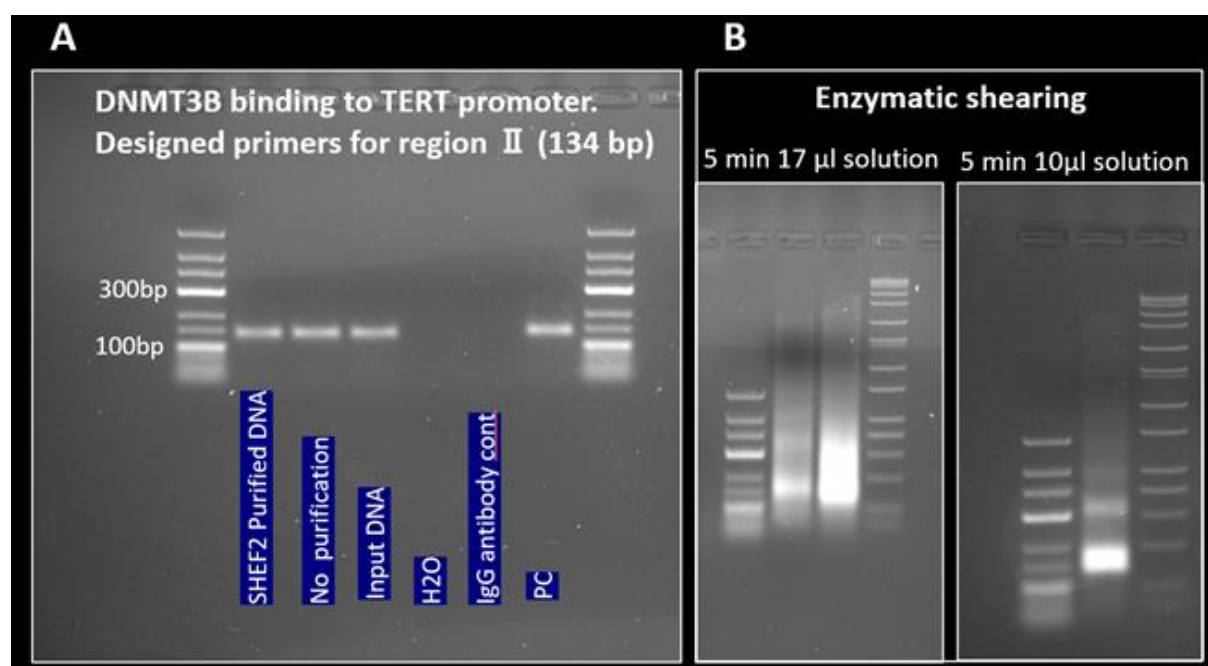 A
DNMT3B binding to TERT promoter.
Designed primers for region Ⅱ (134 bp)
300bp
100bp
SHEF2 Purified DNA
No purification
Input DNA
H2O
IgG antibody cont
PC
B
Enzymatic shearing
5 min 17 µl solution
5 min 10µl solution